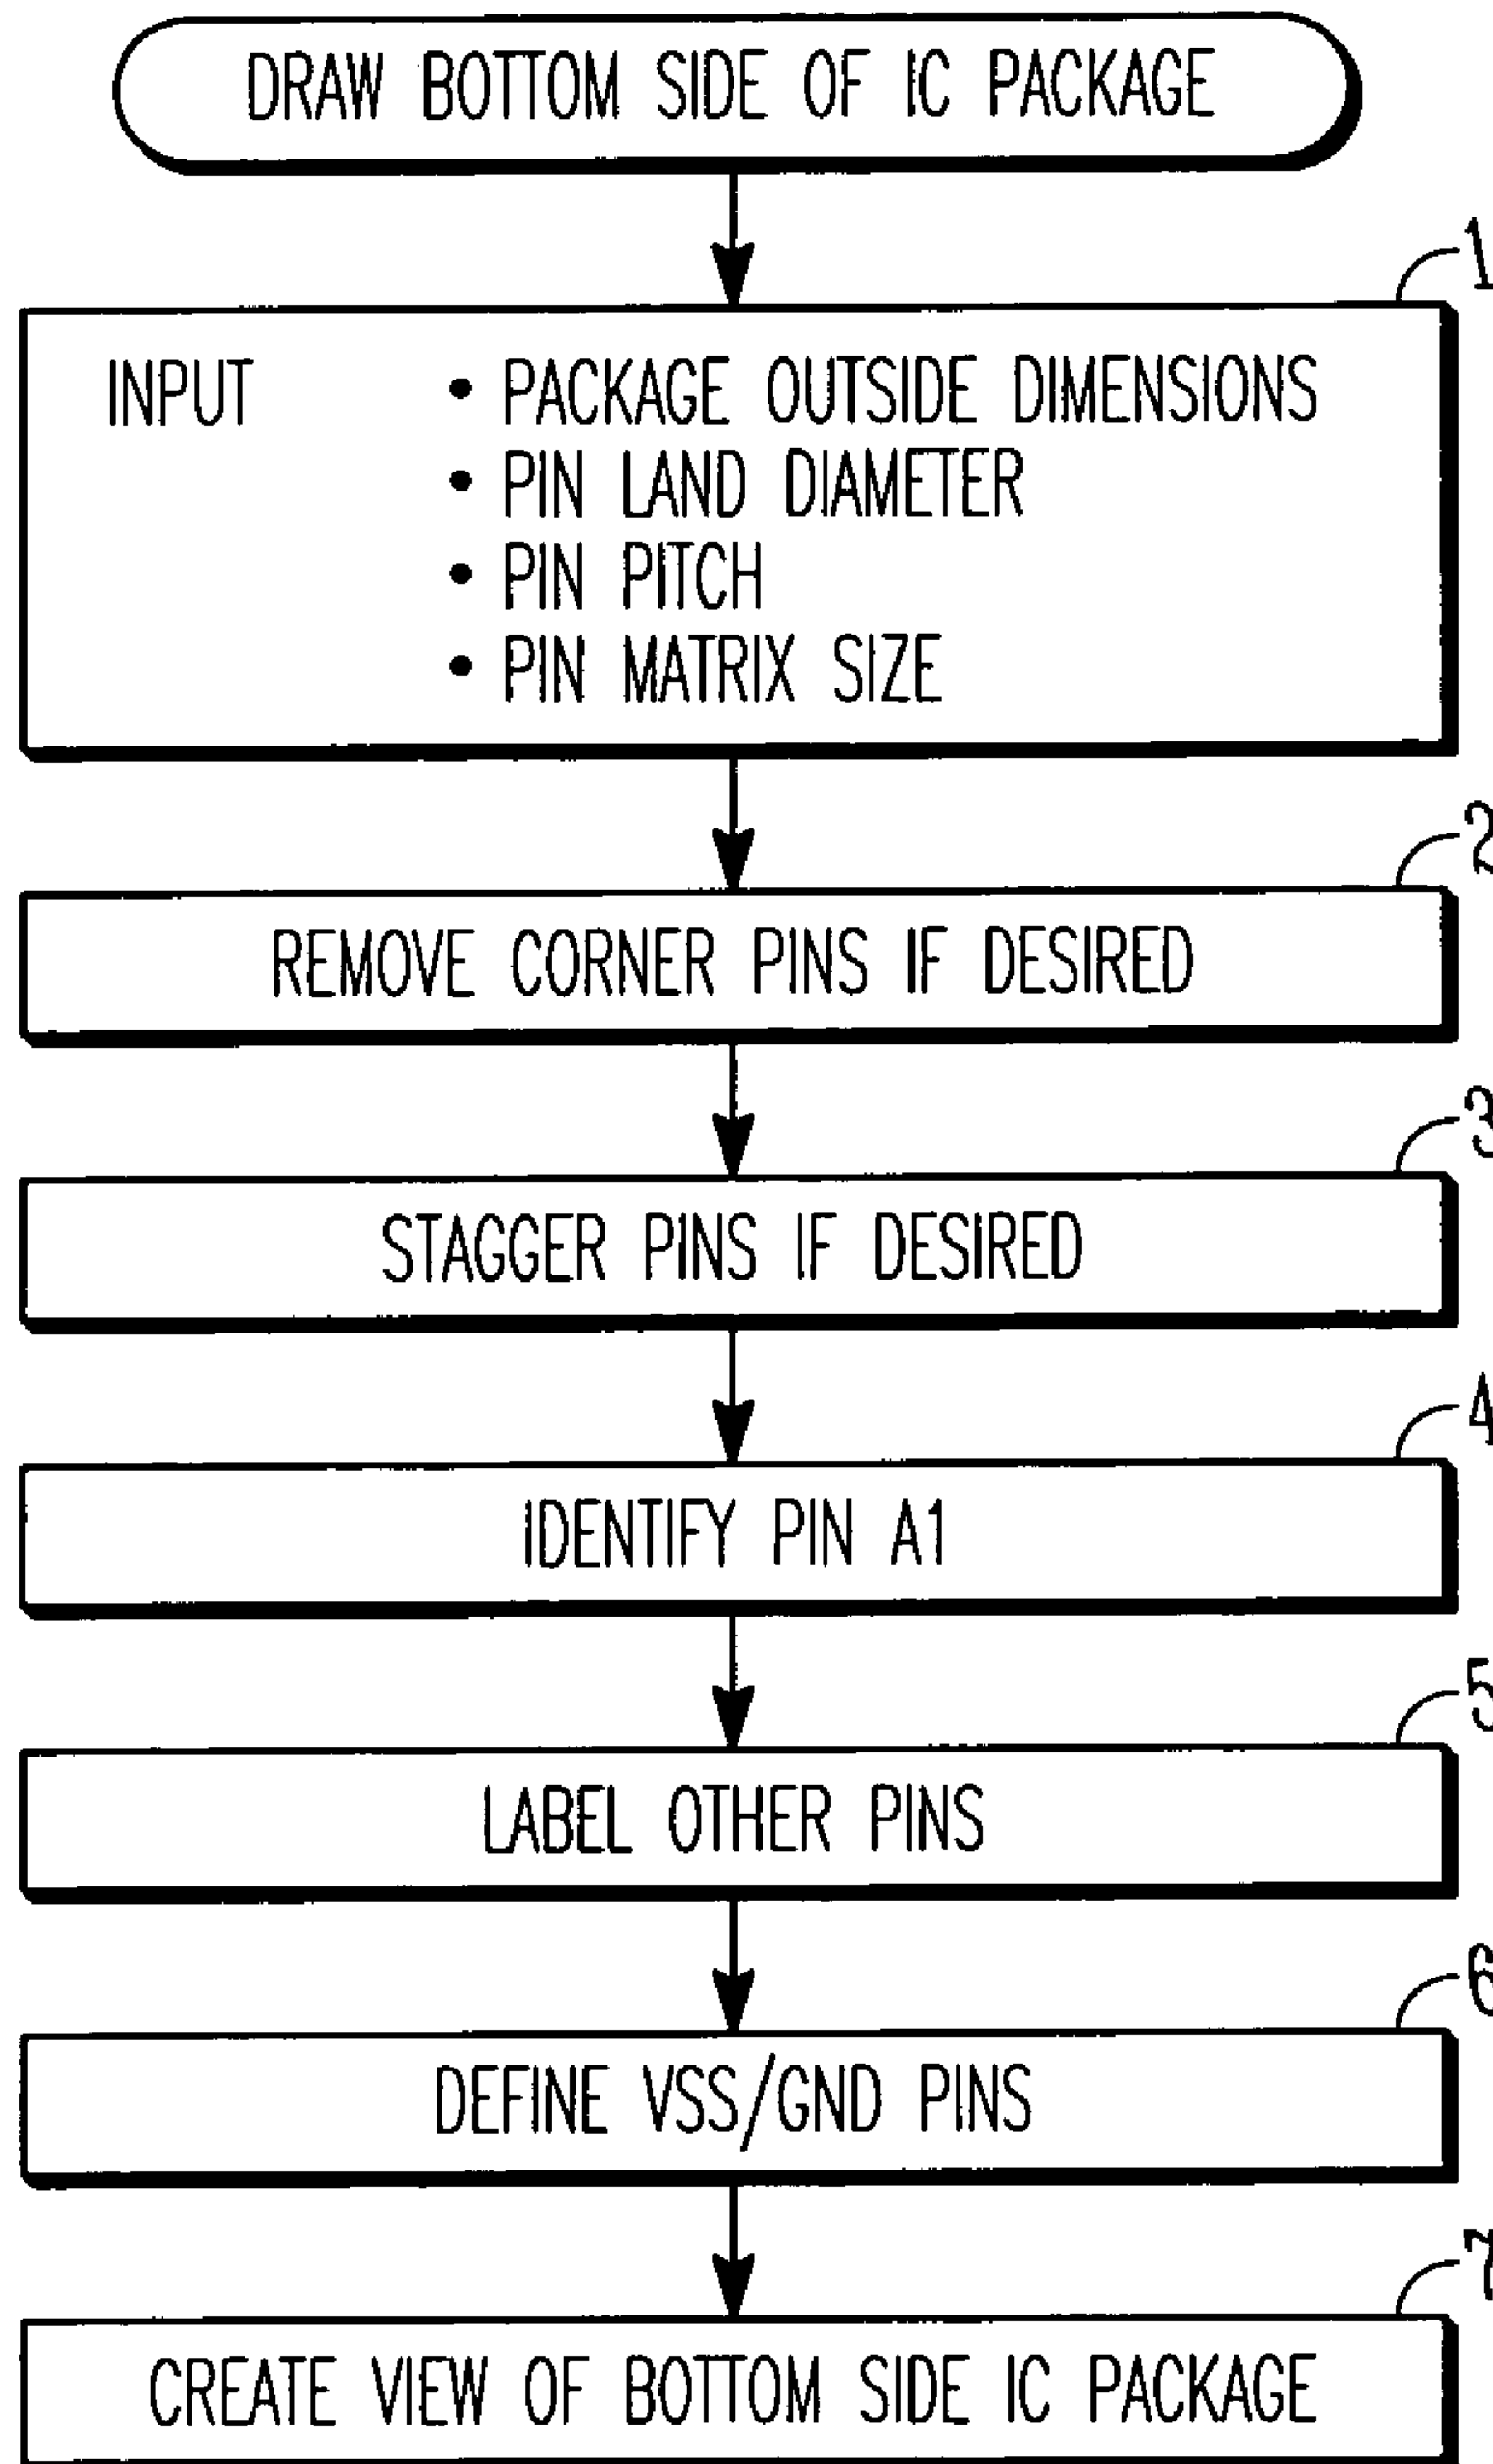 DRAW BOTTOM SIDE OF IC PACKAGE
1
INPUT • PACKAGE OUTSIDE DIMENSIONS
• PIN LAND DIAMETER
• PIN PITCH
• PIN MATRIX SIZE
2
REMOVE CORNER PINS IF DESIRED
3
STAGGER PINS IF DESIRED
4
IDENTIFY PIN A1
5
LABEL OTHER PINS
6
DEFINE VSS/GND PINS
7
CREATE VIEW OF BOTTOM SIDE IC PACKAGE